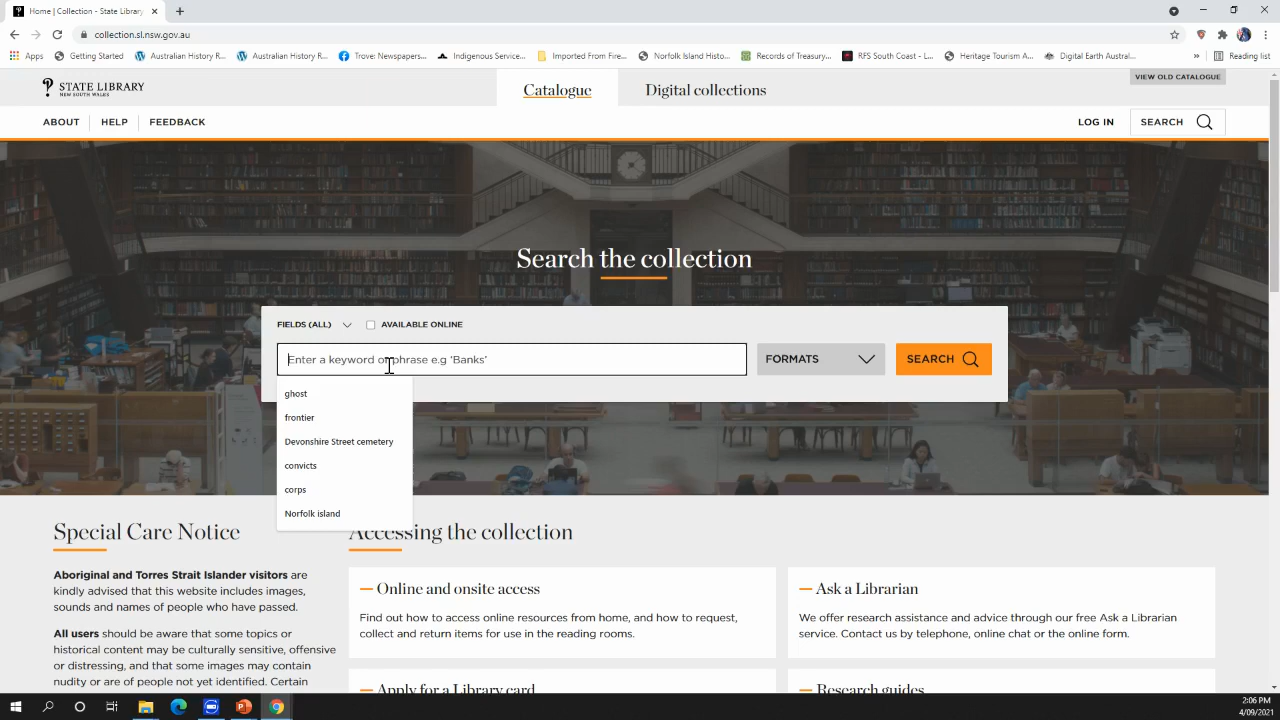 Home | Collection - State Library
collection.sl.nsw.gov.au
Apps
Getting Started
Australian History R...
Australian History R...
Trove: Newspapers...
Indigenous Service...
Imported From Fire...
Norfolk Island Histo...
Records of Treasury...
RFS South Coast - L...
Heritage Tourism A...
Digital Earth Austral...
»
Reading list
STATE LIBRARY
NEW SOUTH WALES
Catalogue
Digital collections
VIEW OLD CATALOGUE
ABOUT
HELP
FEEDBACK
LOG IN
SEARCH
Search the collection
FIELDS (ALL)
AVAILABLE ONLINE
Enter a keyword or phrase e.g 'Banks'
FORMATS
SEARCH
ghost
frontier
Devonshire Street cemetery
convicts
corps
Norfolk island
Special Care Notice
Aboriginal and Torres Strait Islander visitors are
kindly advised that this website includes images,
sounds and names of people who have passed.
All users should be aware that some topics or
historical content may be culturally sensitive, offensive
or distressing, and that some images may contain
nudity or are of people not yet identified. Certain
Accessing the collection
Online and onsite access
Find out how to access online resources from home, and how to request,
collect and return items for use in the reading rooms.
Ask a Librarian
We offer research assistance and advice through our free Ask a Librarian
service. Contact us by telephone, online chat or the online form.
Apply for a Library card
Research guides
2:06 PM
4/09/2021